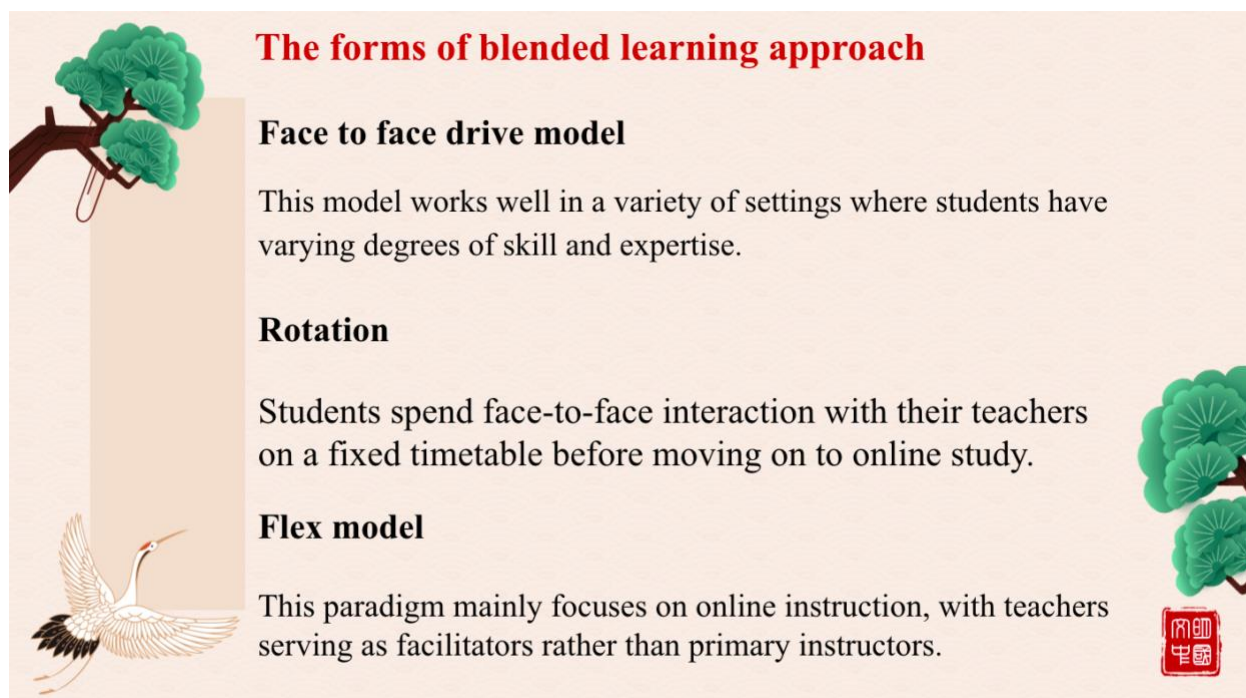 The forms of blended learning approach
Face to face drive model
This model works well in a variety of settings where students have
varying degrees of skill and expertise.
Rotation
Students spend face-to-face interaction with their teachers
on a fixed timetable before moving on to online study.
Flex model
This paradigm mainly focuses on online instruction, with teachers
serving as facilitators rather than primary instructors.